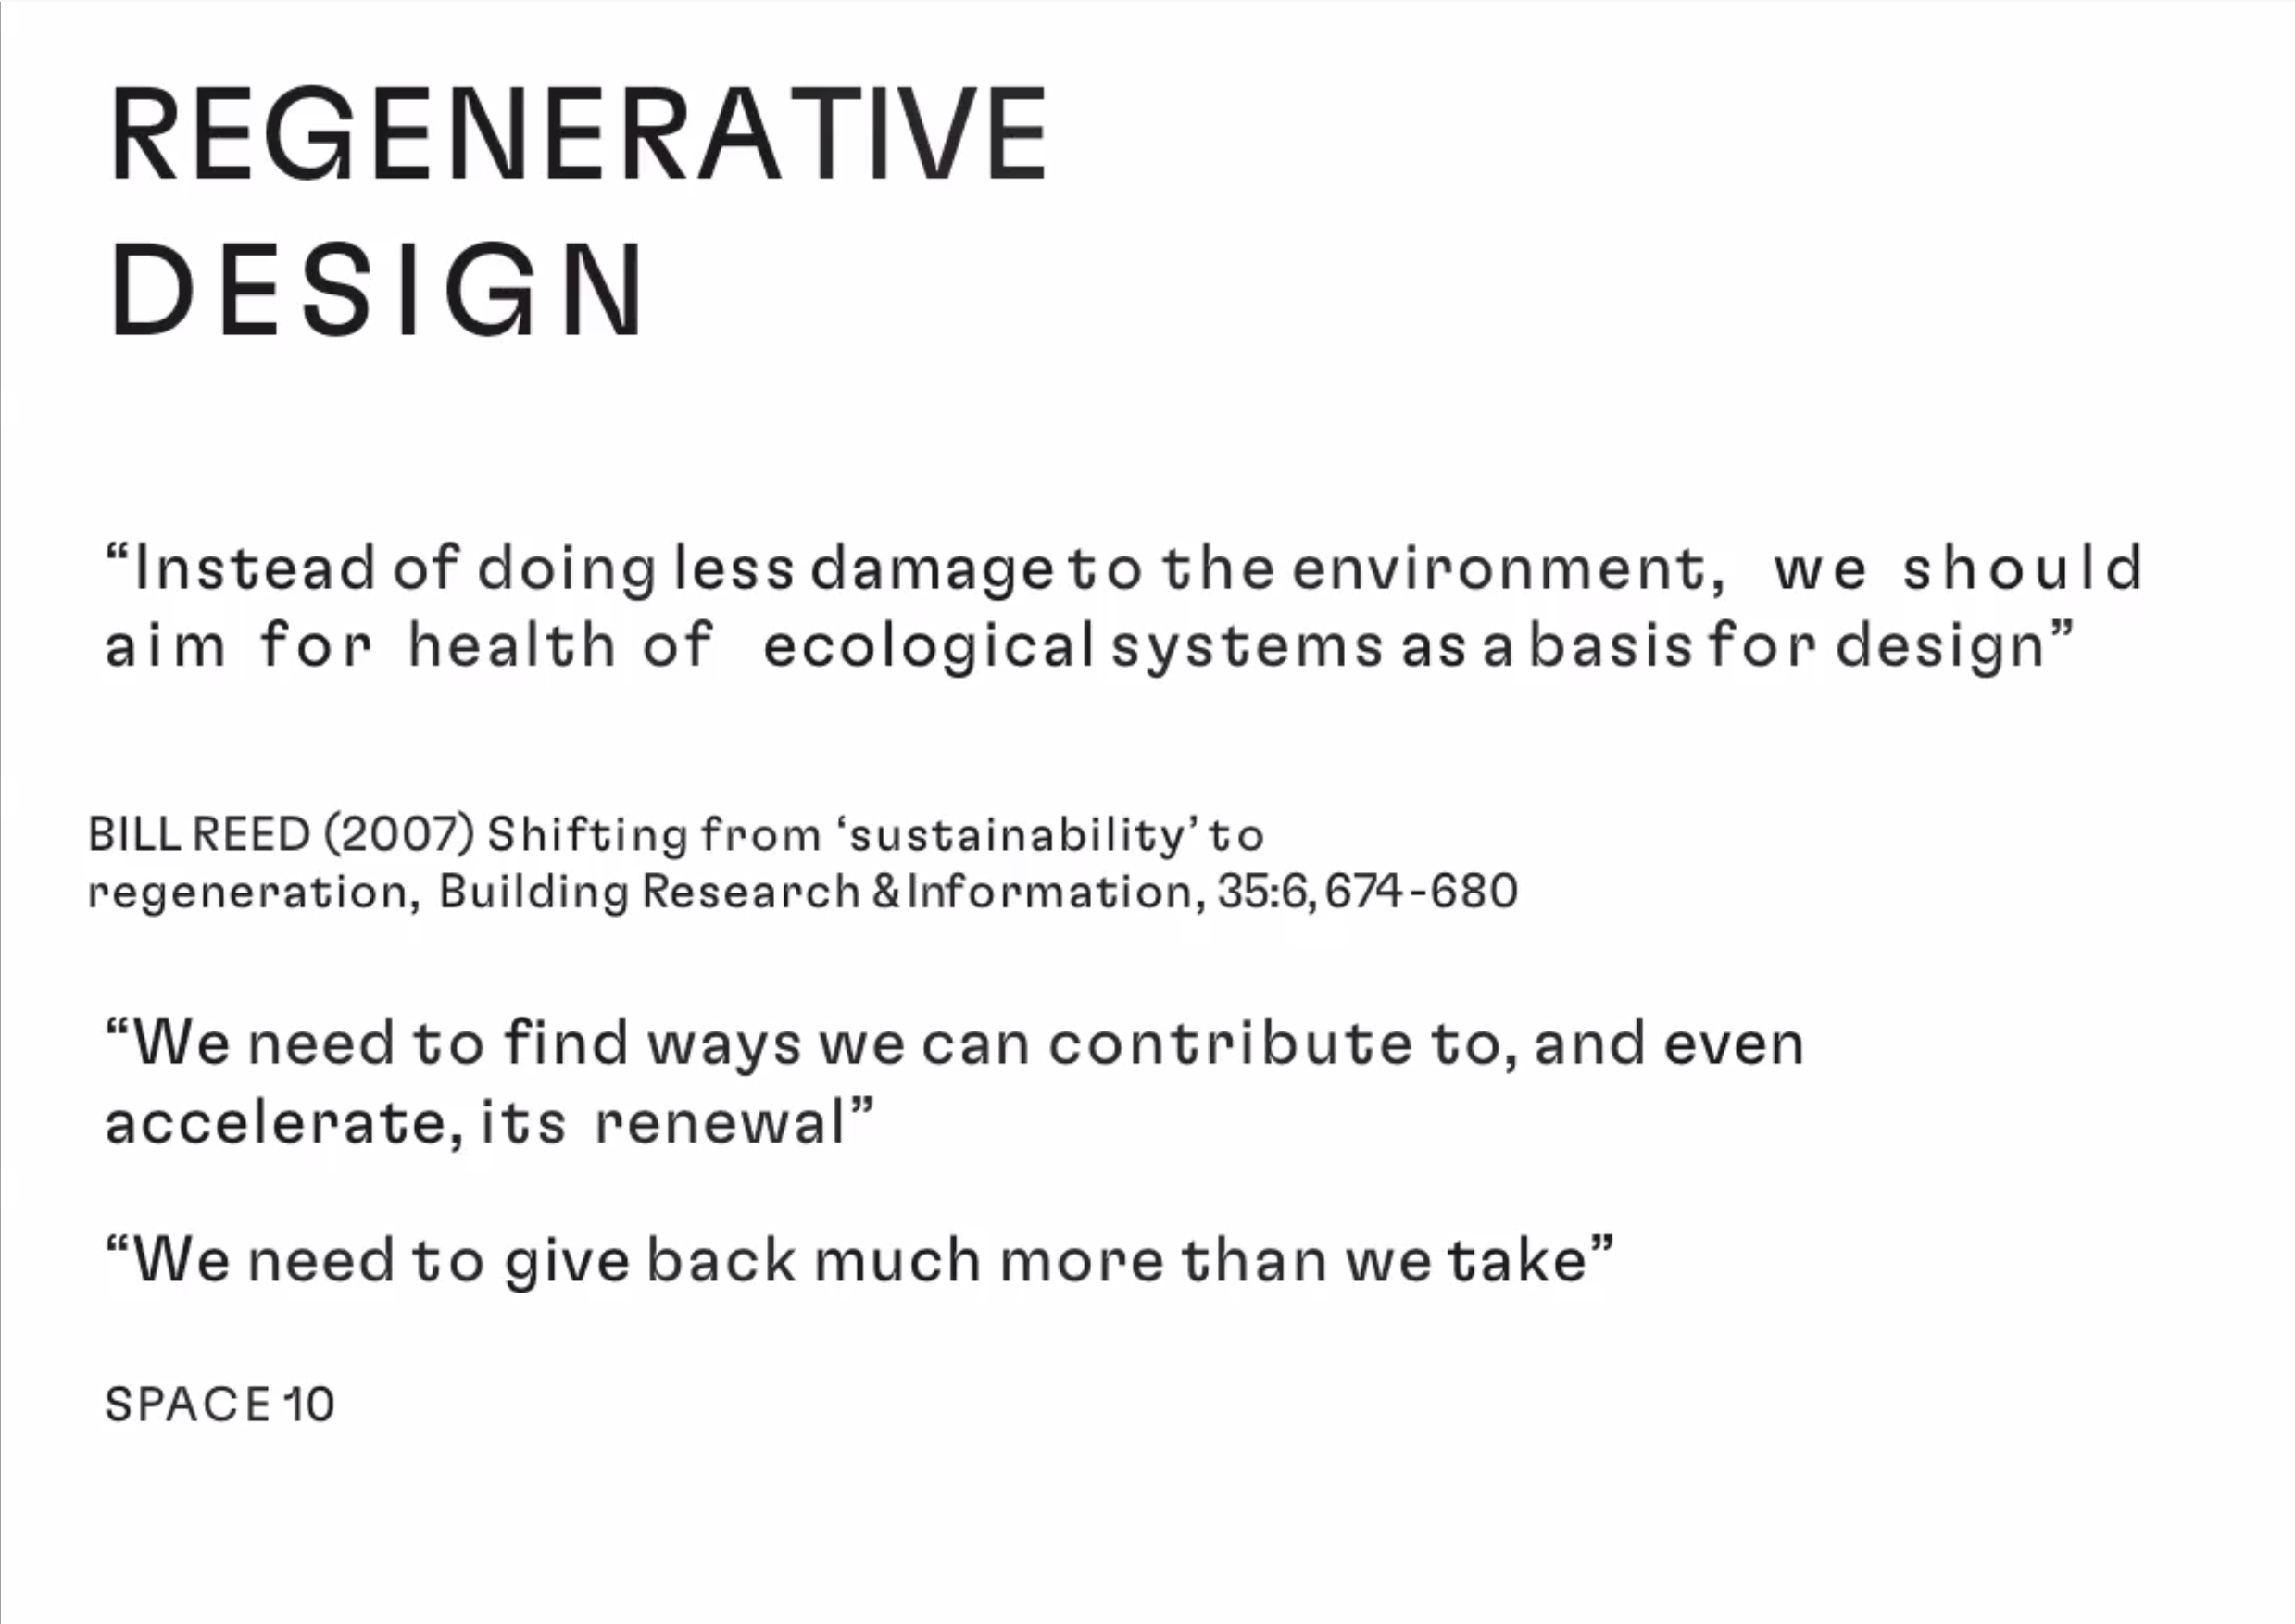 REGENERATIVE
DESIGN
“Instead of doing less damage to the environment, we should
aim for health of ecological systems as a basis for design”
BILL REED (2007) Shifting from ‘sustainability’ to
regeneration, Building Research & Information, 35:6, 674-680
“We need to find ways we can contribute to, and even
accelerate, its renewal”
“We need to give back much more than we take”
SPACE 10